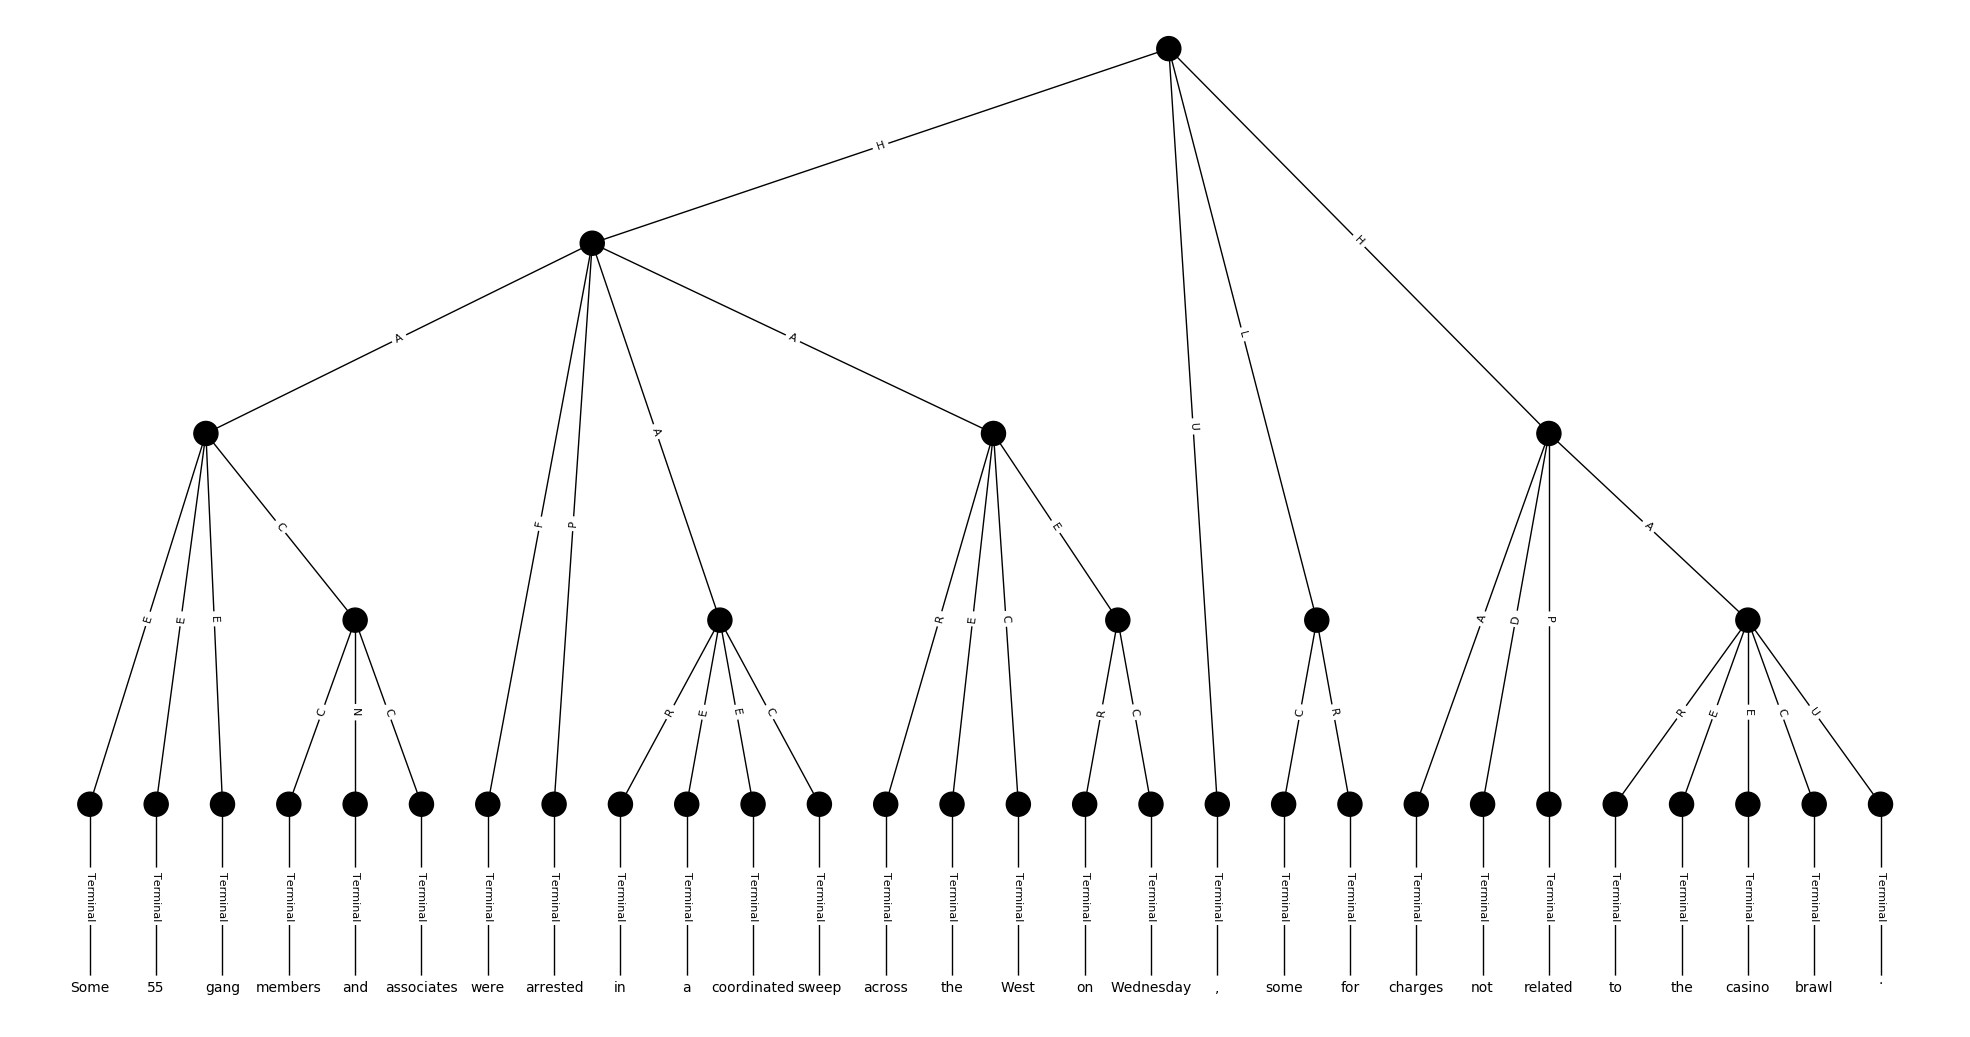 H
H
A
A
L
A
U
F
P
E
C
A
E
E
E
R
E
C
A
D
P
C
N
C
R
E
E
C
R
C
C
R
R
E
E
C
U
Terminal Terminal Terminal Terminal Terminal Terminal Terminal Terminal Terminal Terminal Terminal Terminal Terminal Terminal Terminal Terminal Terminal Terminal Terminal Terminal Terminal Terminal Terminal Terminal Terminal Terminal Terminal Terminal
Some 55 gang members and associates were arrested in a coordinated sweep across the West on Wednesday , some for charges not related to the casino brawl .